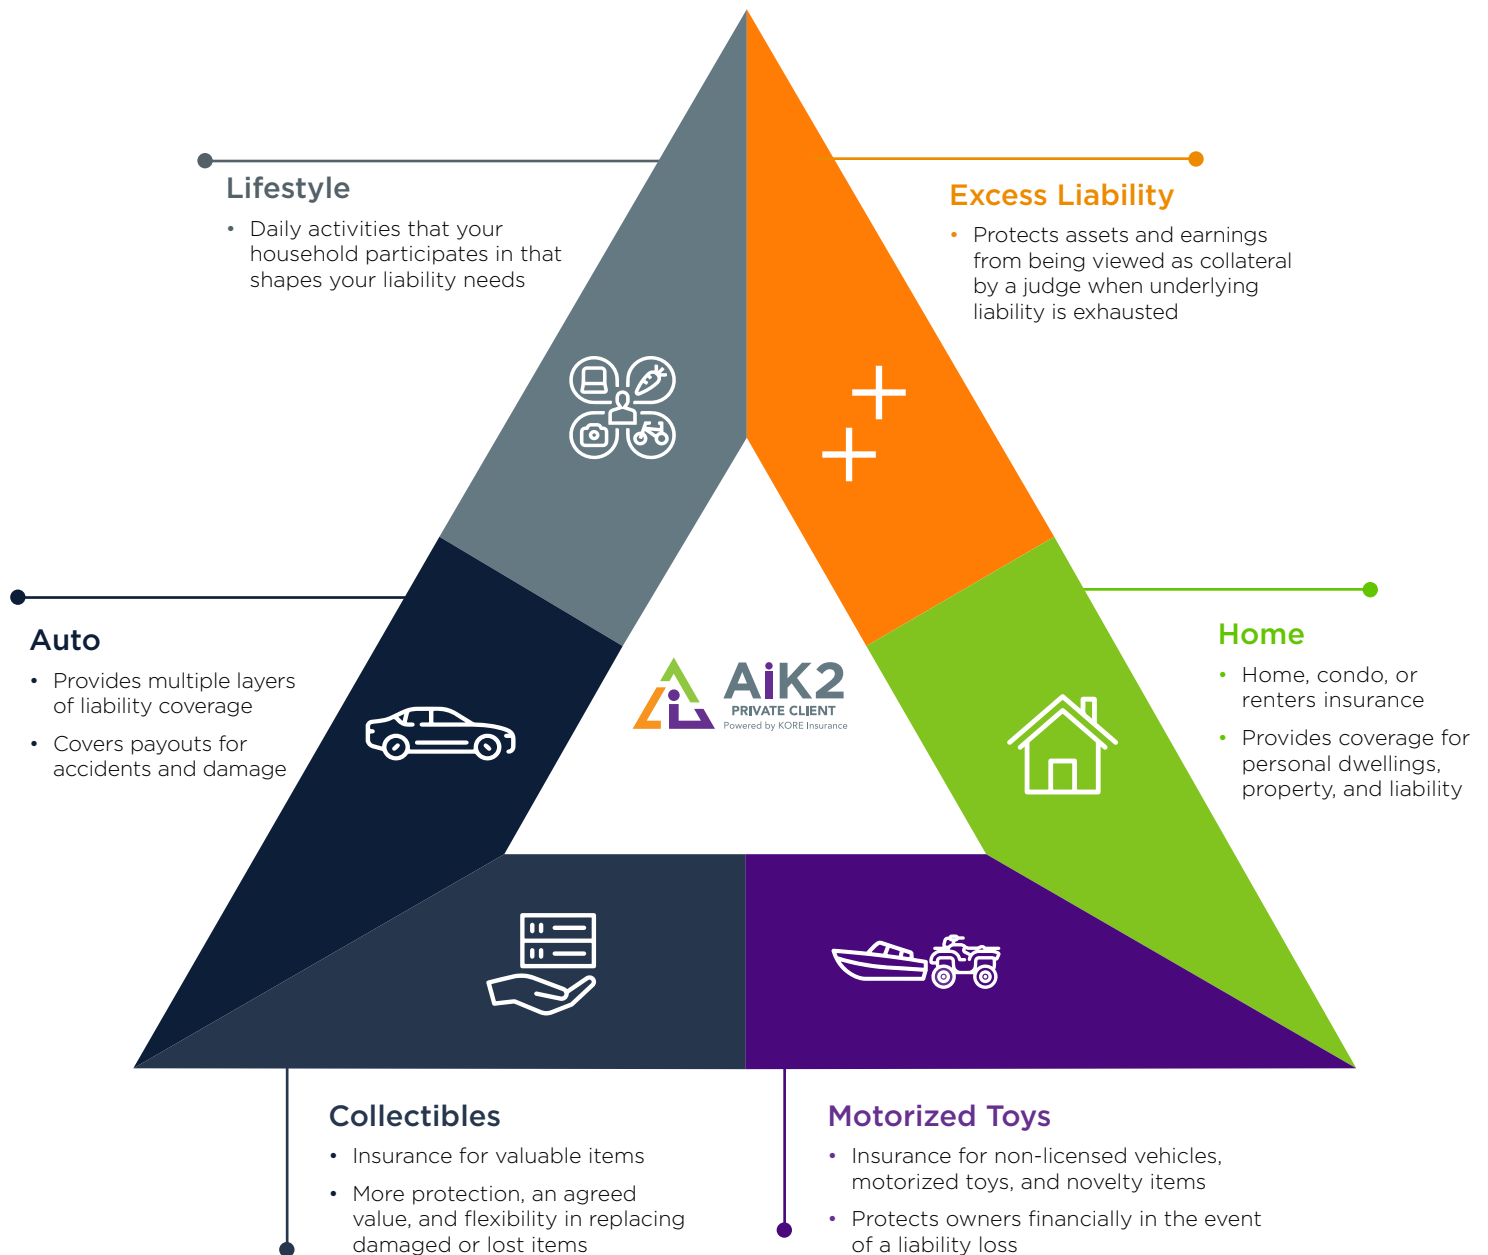 Lifestyle
• Daily activities that your
household participates in that
shapes your liability needs
Excess Liability
• Protects assets and earnings
from being viewed as collateral
by a judge when underlying
liability is exhausted
Auto
• Provides multiple layers
of liability coverage
• Covers payouts for
accidents and damage
AiK2
PRIVATE CLIENT
Powered by KORE Insurance
Home
• Home, condo, or
renters insurance
• Provides coverage for
personal dwellings,
property, and liability
Collectibles
• Insurance for valuable items
• More protection, an agreed
value, and flexibility in replacing
damaged or lost items
Motorized Toys
• Insurance for non-licensed vehicles,
motorized toys, and novelty items
• Protects owners financially in the event
of a liability loss